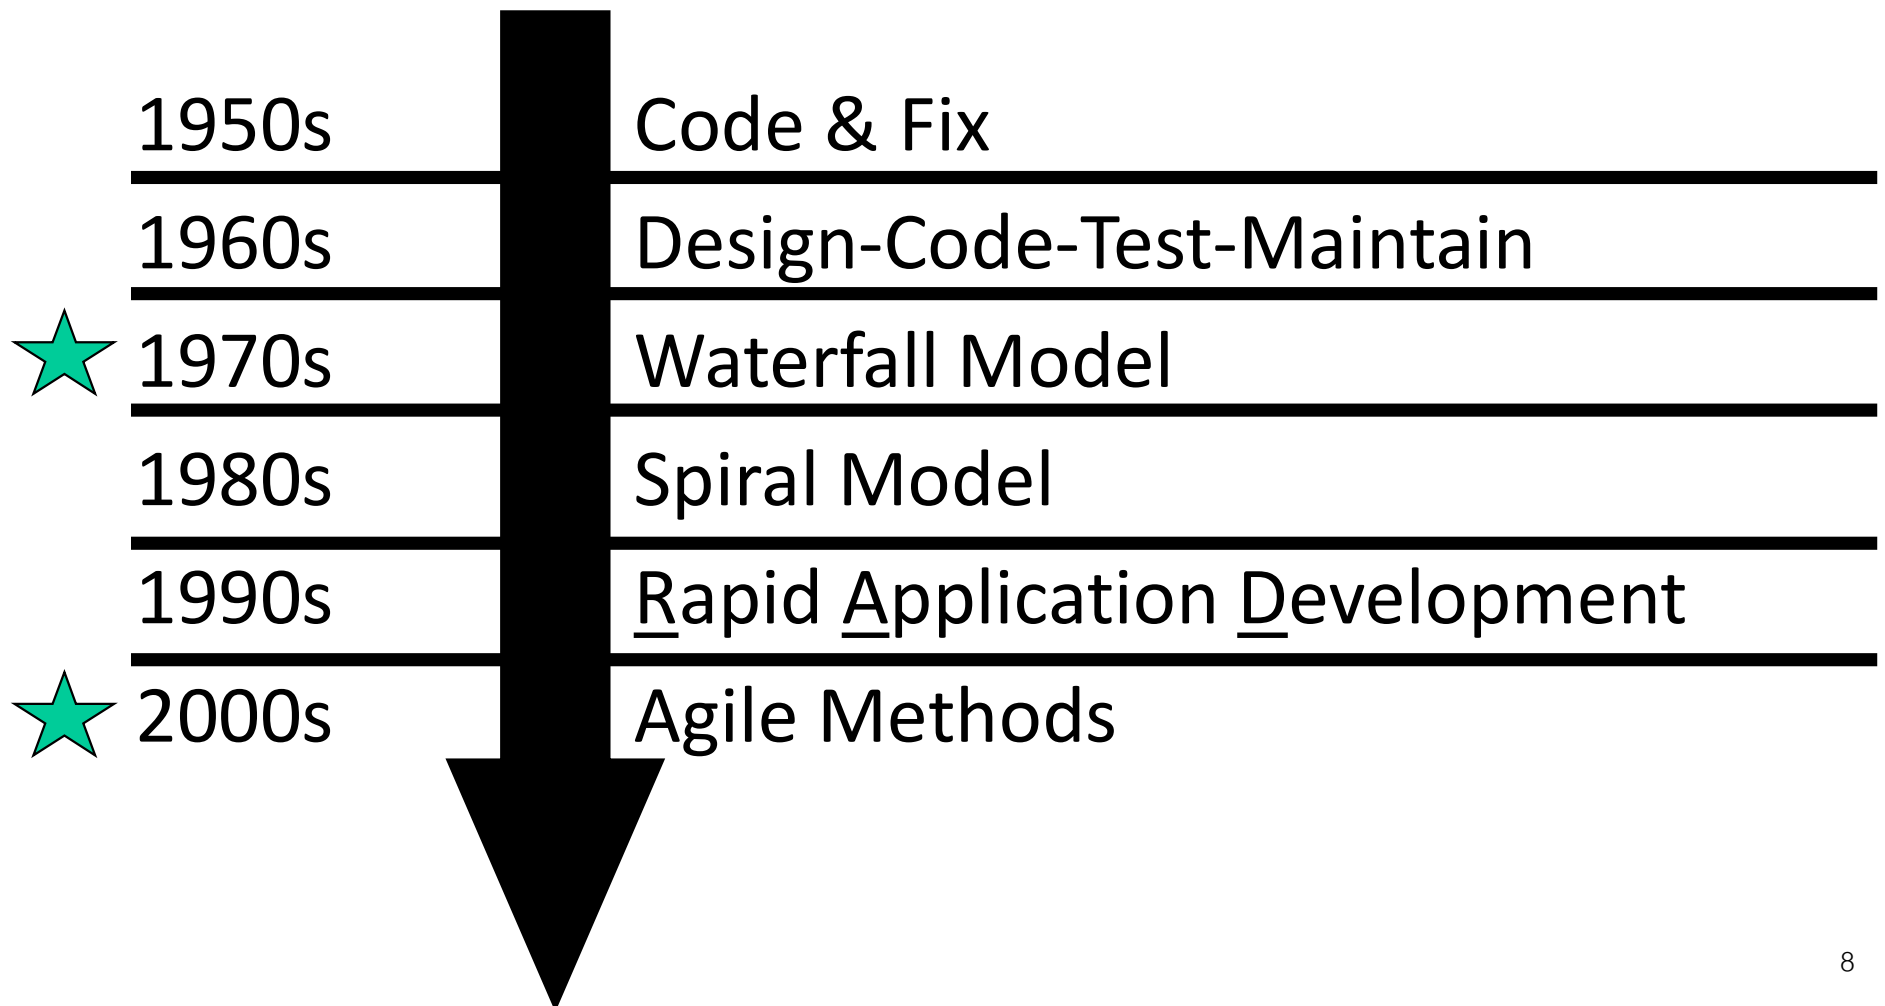 1950s Code & Fix
1960s Design-Code-Test-Maintain
1970s Waterfall Model
1980s Spiral Model
1990s Rapid Application Development
2000s Agile Methods
8